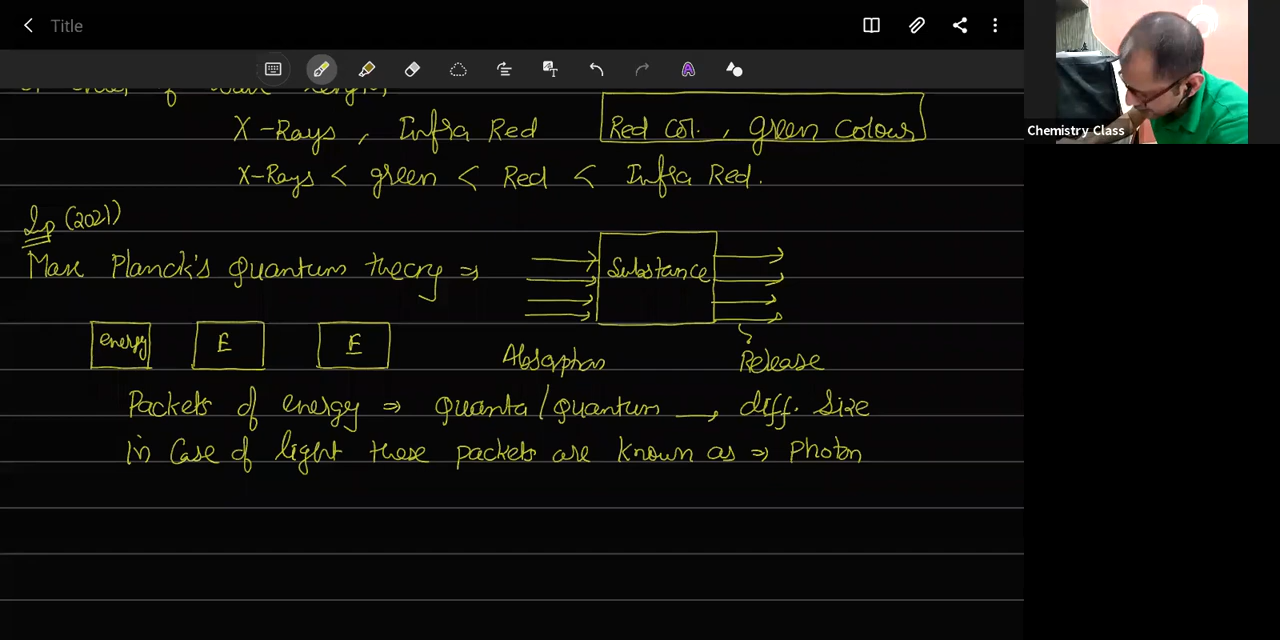 Title
X-Rays, Infra Red Red Col., green Colour
X-Rays < green < Red < Infra Red.
Imp (2021)
Max Planck's quantum theory ⇒ Substance
energy E E
Absorption Release
Packets of energy ⇒ quanta/quantum → diff. Size
in Case of light these packets are known as ⇒ Photon
Chemistry Class